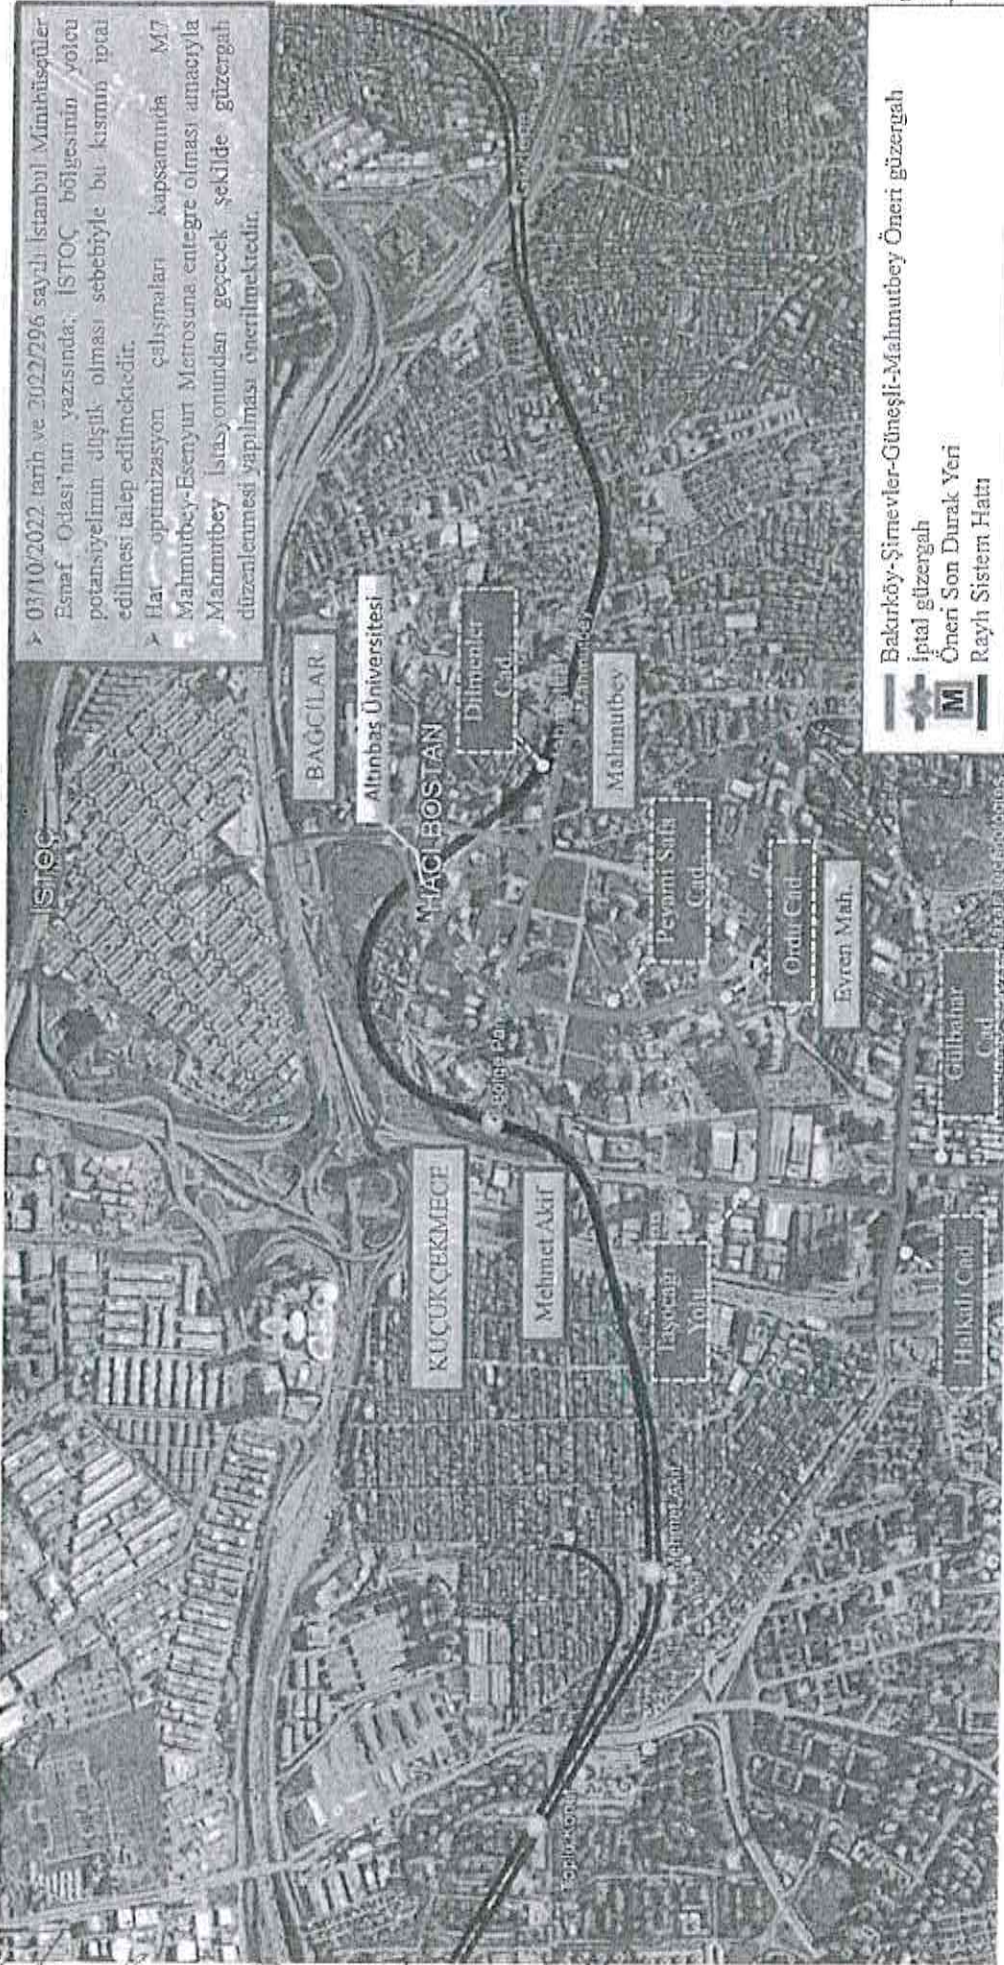 ➤ 03/10/2022 tarih ve 2022/296 sayılı İstanbul Minibüsçüler
Esnaf Odası'nın yazısında; İSTOÇ bölgesinin yolcu
potansiyelinin düşük olması sebebiyle bu kısmın iptal
edilmesi talep edilmektedir.
➤ Hat optimizasyon çalışmaları kapsamında M7
Mahmutbey-Esenyurt Metrosuna entegre olması amacıyla
Mahmutbey İstasyonundan geçecek şekilde güzergah
düzenlenmesi yapılması önerilmektedir.
İSTOÇ
BAĞCILAR
Altınbaş Üniversitesi
HACI BOSTAN
Dilmenler
Cad
Mahmutbey
KÜÇÜKÇEKMECE
Mehmet Akif
Bölge Parkı
Peyami Safa
Cad
Ordu Cad.
Evren Mah.
Taşocağı
Yolu
Gülbahar
Cad
Halkalı Cad
Bakırköy-Şirinevler-Güneşli-Mahmutbey Öneri güzergah
İptal güzergah
M Öneri Son Durak Yeri
Raylı Sistem Hattı